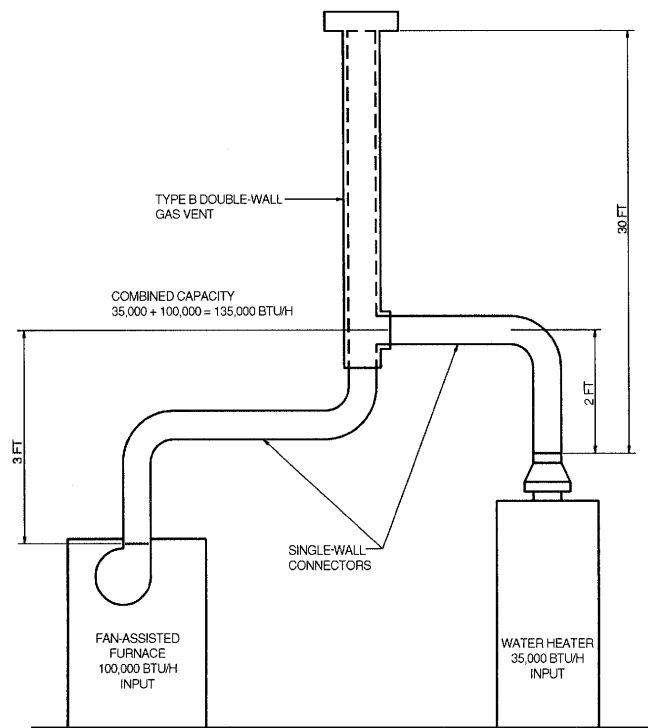 TYPE B DOUBLE-WALL
GAS VENT
30 FT
COMBINED CAPACITY
35,000 + 100,000 = 135,000 BTU/H
2 FT
3 FT
SINGLE-WALL
CONNECTORS
FAN-ASSISTED
FURNACE
100,000 BTU/H
INPUT
WATER HEATER
35,000 BTU/H
INPUT